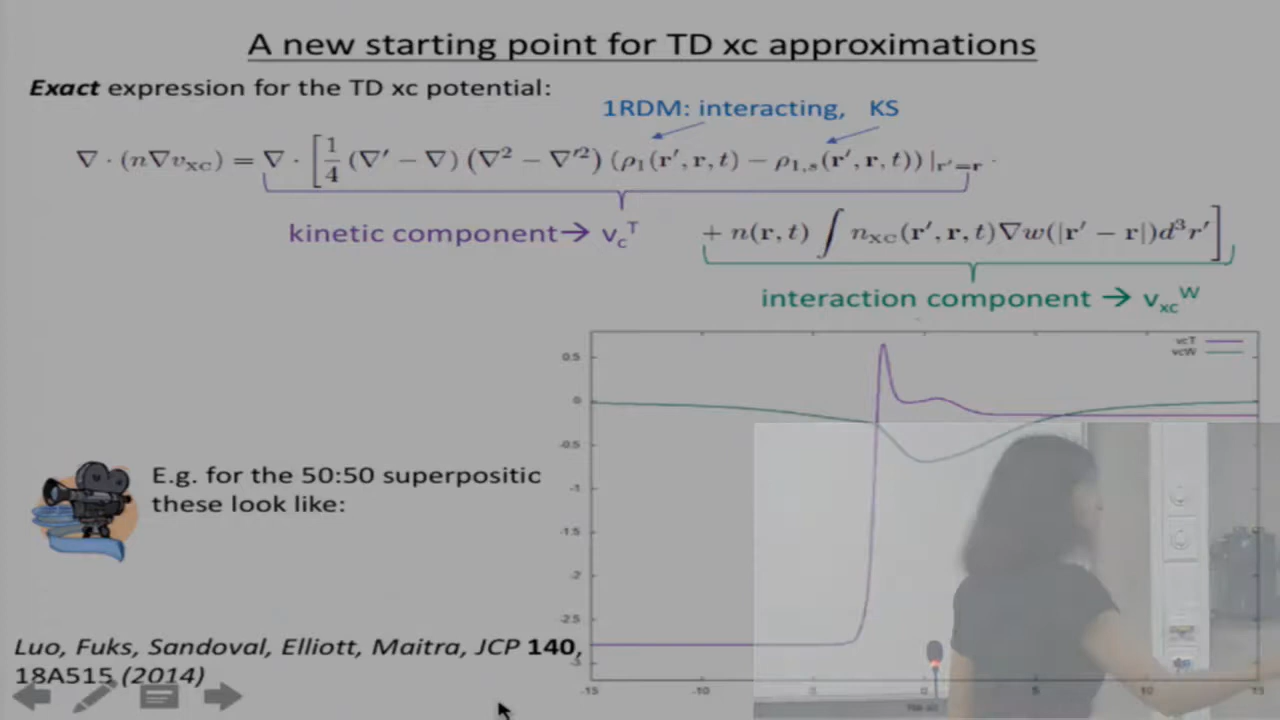 A new starting point for TD xc approximations
Exact expression for the TD xc potential:
1RDM: interacting, KS
∇ · (n∇v_xc) = ∇ · [ 1/4 (∇′ − ∇) (∇² − ∇′²) (ρ₁(r′, r, t) − ρ₁,ₛ(r′, r, t)) |r′=r
kinetic component→ v_c^T
+ n(r, t) ∫ n_xc(r′, r, t)∇w(|r′ − r|)d³r′ ]
interaction component → v_xc^W
vcT
vcW
0.5
0
-0.5
-1
-1.5
-2
-2.5
-3
-15 -10 -5 0 5 10 15
E.g. for the 50:50 superpositic
these look like:
Luo, Fuks, Sandoval, Elliott, Maitra, JCP 140,
18A515 (2014)